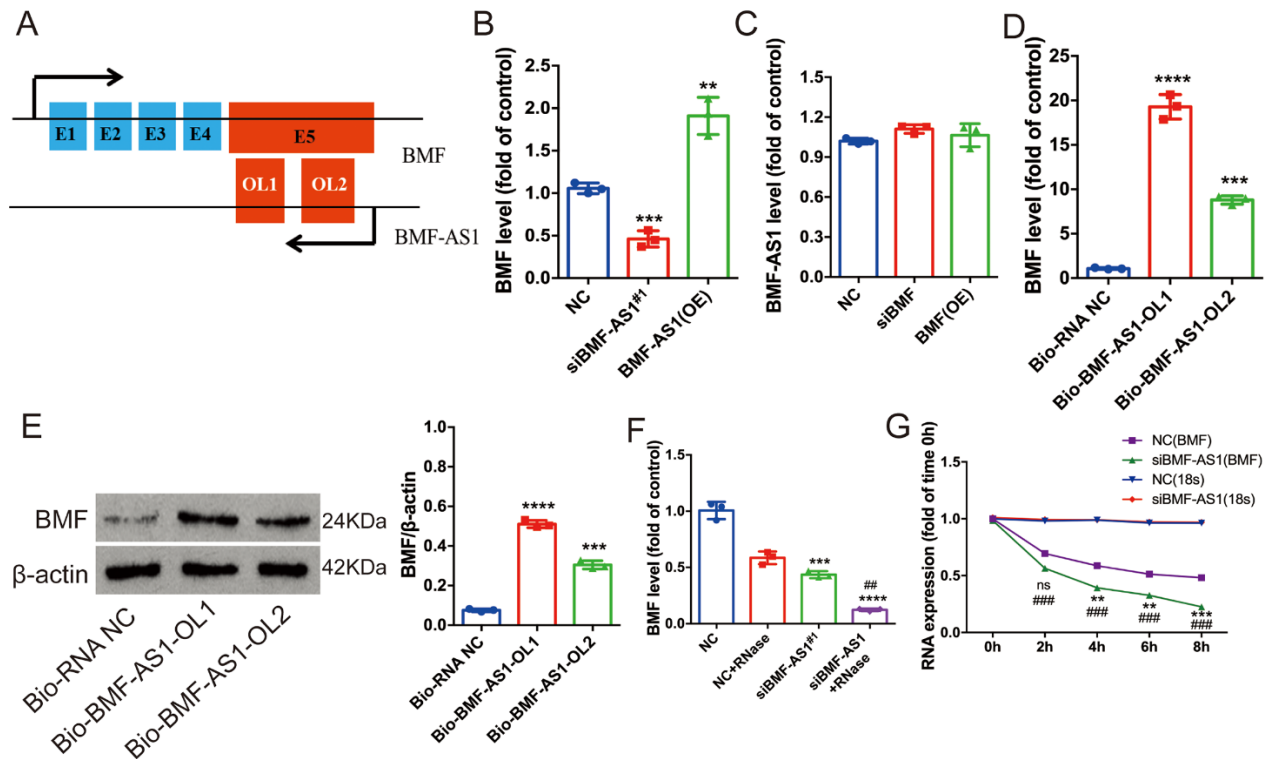 A
E1 E2 E3 E4 E5
BMF
OL1 OL2
BMF-AS1
B
BMF level (fold of control)
2.5
2.0
1.5
1.0
0.5
0.0
***
**
NC
siBMF-AS1#1
BMF-AS1(OE)
C
BMF-AS1 level (fold of control)
1.5
1.2
0.9
0.6
0.3
0.0
NC
siBMF
BMF(OE)
D
BMF level (fold of control)
25
20
15
10
5
0
****
***
Bio-RNA NC
Bio-BMF-AS1-OL1
Bio-BMF-AS1-OL2
E
BMF
24KDa
β-actin
42KDa
Bio-RNA NC
Bio-BMF-AS1-OL1
Bio-BMF-AS1-OL2
BMF/β-actin
1.0
0.8
0.6
0.4
0.2
0.0
****
***
Bio-RNA NC
Bio-BMF-AS1-OL1
Bio-BMF-AS1-OL2
F
BMF level (fold of control)
1.5
1.0
0.5
0.0
***
##
****
NC
NC+RNase
siBMF-AS1#1
siBMF-AS1
+RNase
G
NC(BMF)
siBMF-AS1(BMF)
NC(18s)
siBMF-AS1(18s)
RNA expression (fold of time 0h)
1.5
1.0
0.5
0.0
ns
###
**
###
**
###
***
###
0h 2h 4h 6h 8h